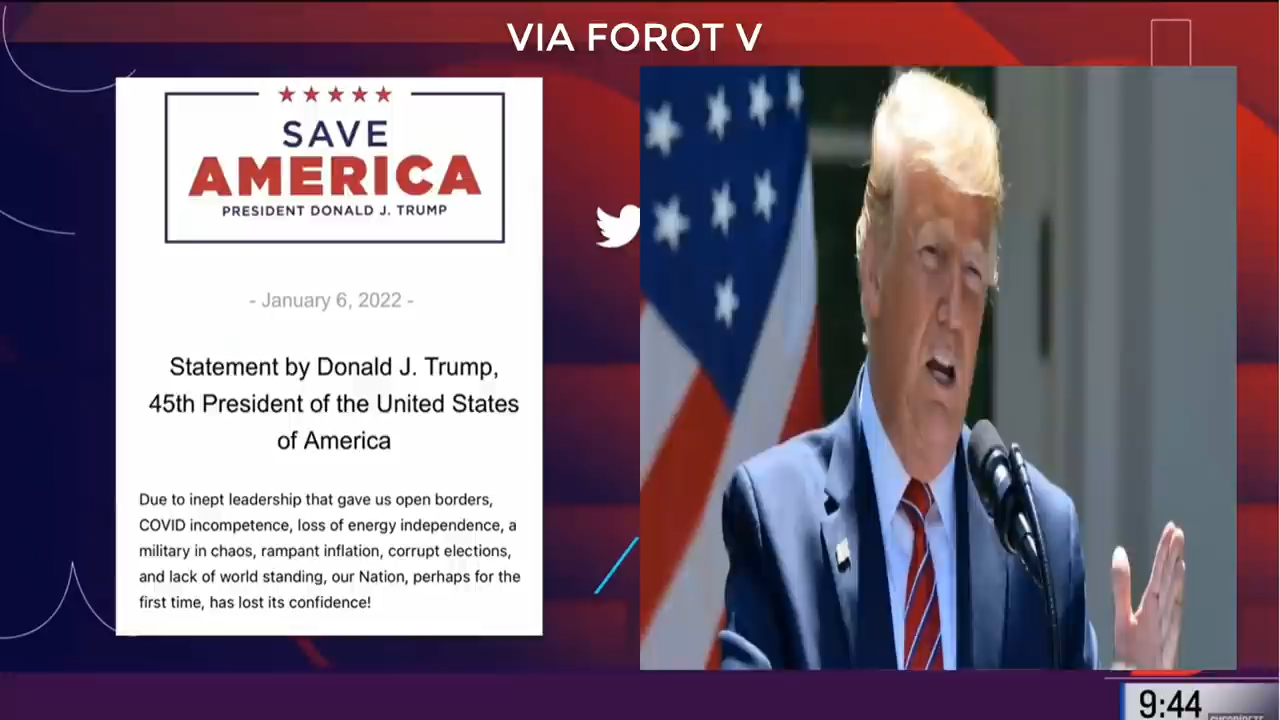 VIA FOROT V
SAVE
AMERICA
PRESIDENT DONALD J. TRUMP
- January 6, 2022 -
Statement by Donald J. Trump,
45th President of the United States
of America
Due to inept leadership that gave us open borders,
COVID incompetence, loss of energy independence, a
military in chaos, rampant inflation, corrupt elections,
and lack of world standing, our Nation, perhaps for the
first time, has lost its confidence!
9:44